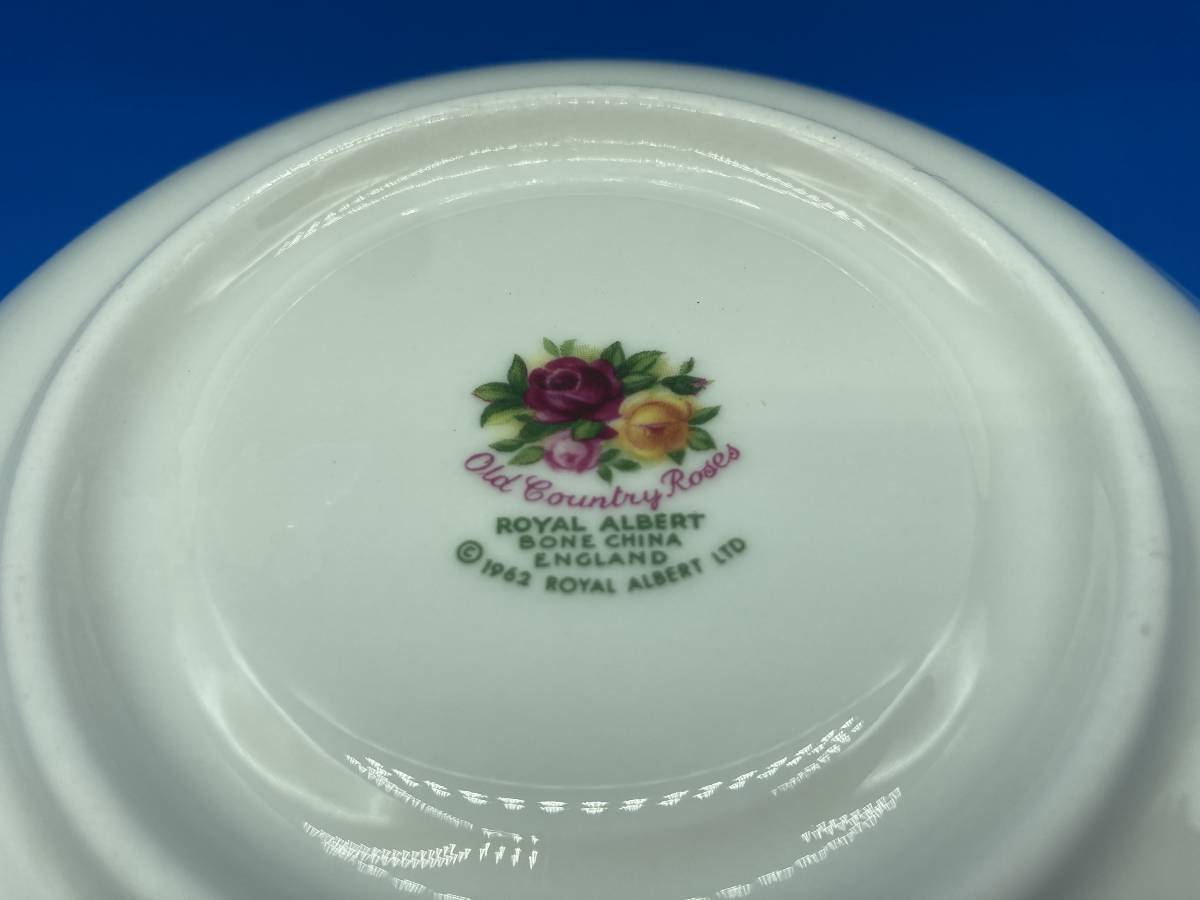 Old Country Roses
ROYAL ALBERT
BONE CHINA
ENGLAND
© 1962 ROYAL ALBERT LTD